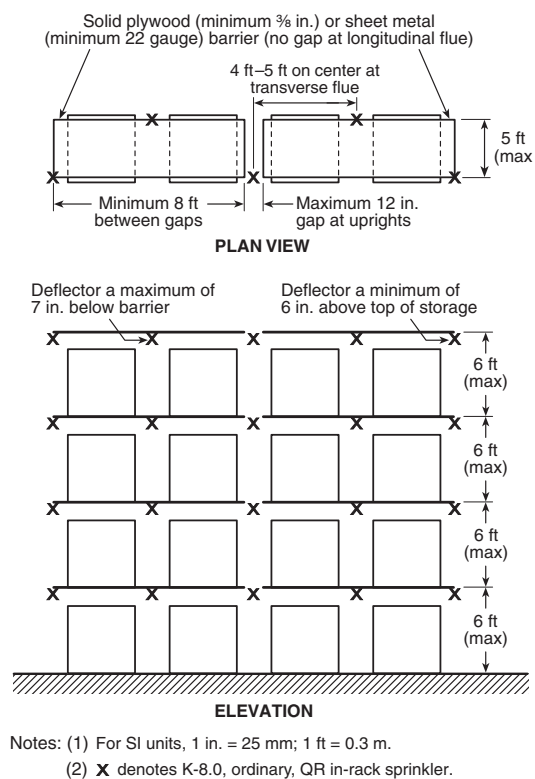 Solid plywood (minimum ⅜ in.) or sheet metal
(minimum 22 gauge) barrier (no gap at longitudinal flue)
4 ft–5 ft on center at
transverse flue
5 ft
(max
Minimum 8 ft
between gaps
Maximum 12 in.
gap at uprights
PLAN VIEW
Deflector a maximum of
7 in. below barrier
Deflector a minimum of
6 in. above top of storage
X X X X X
6 ft
(max)
X X X X X
6 ft
(max)
X X X X X
6 ft
(max)
X X X X X
6 ft
(max)
ELEVATION
Notes: (1) For SI units, 1 in. = 25 mm; 1 ft = 0.3 m.
(2) X denotes K-8.0, ordinary, QR in-rack sprinkler.